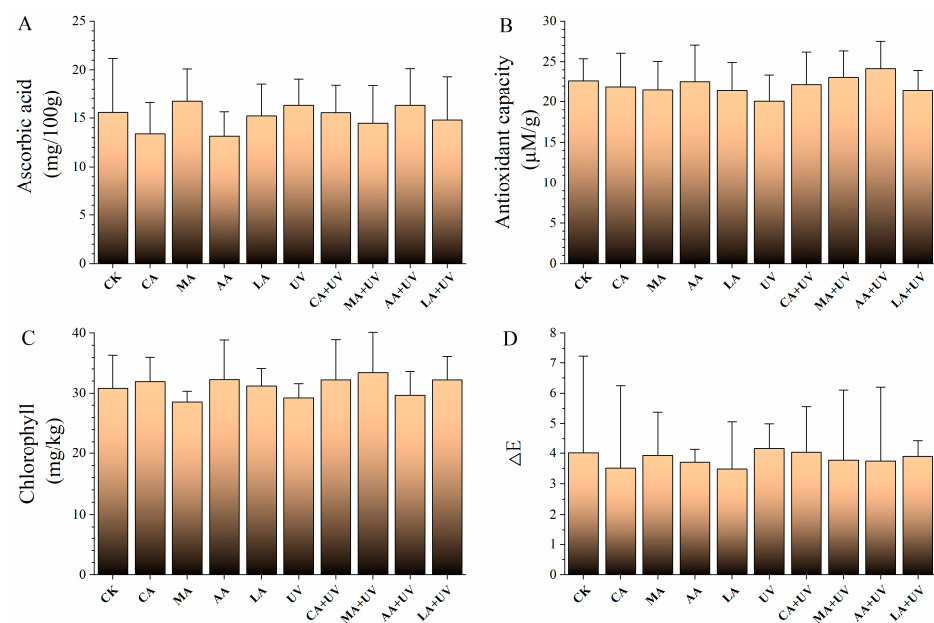 A
Ascorbic acid
(mg/100g)
25
20
15
10
5
0
CK CA MA AA LA UV CA+UV MA+UV AA+UV LA+UV
B
Antioxidant capacity
(μM/g)
30
25
20
15
10
5
0
CK CA MA AA LA UV CA+UV MA+UV AA+UV LA+UV
C
Chlorophyll
(mg/kg)
40
30
20
10
0
CK CA MA AA LA UV CA+UV MA+UV AA+UV LA+UV
D
△E
8
7
6
5
4
3
2
1
0
CK CA MA AA LA UV CA+UV MA+UV AA+UV LA+UV